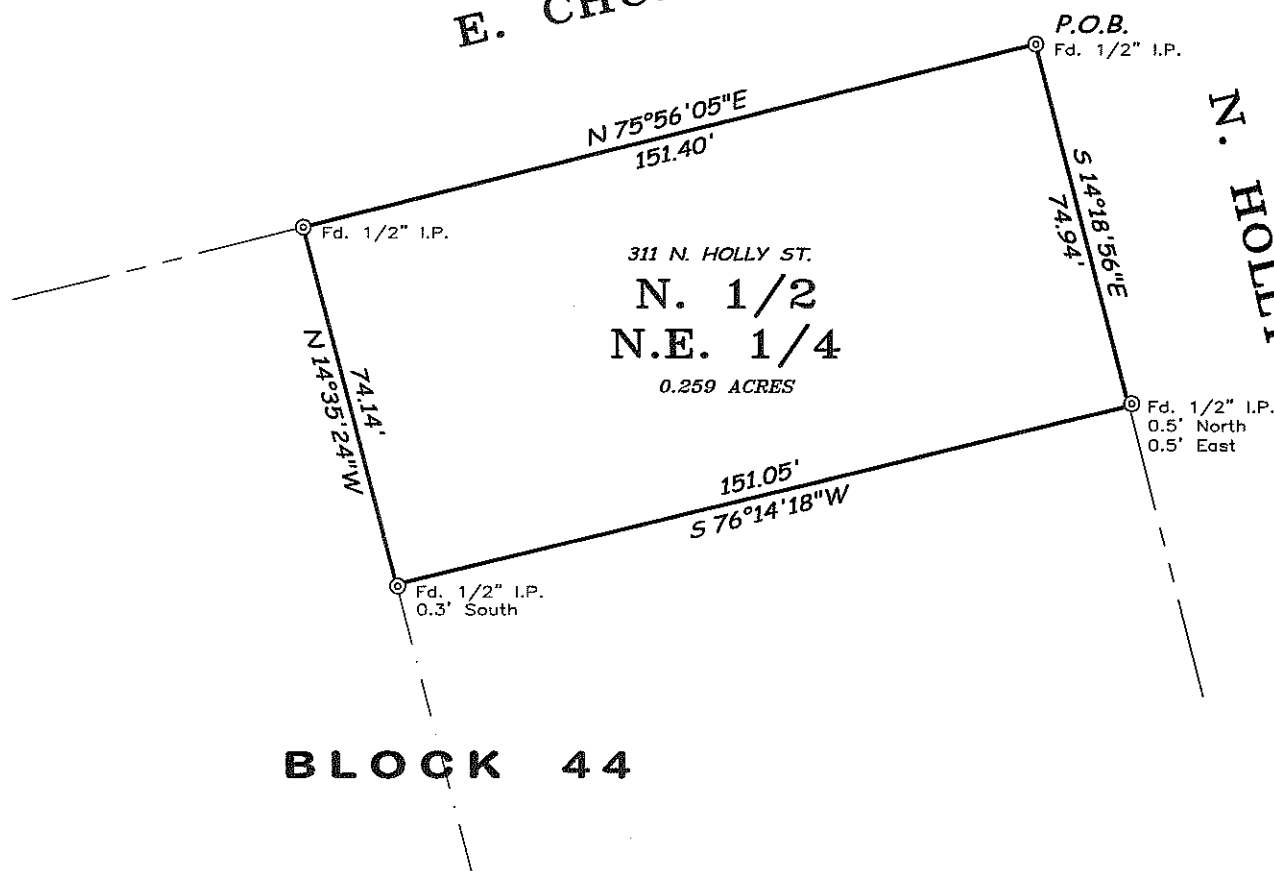 E.
P.O.B.
Fd. 1/2" I.P.
N 75°56'05"E
151.40'
N. HOLLY
S 14°18'56"E
74.94'
Fd. 1/2" I.P.
311 N. HOLLY ST.
N. 1/2
N.E. 1/4
0.259 ACRES
74.14'
N 14°35'24"W
Fd. 1/2" I.P.
0.5' North
0.5' East
151.05'
S 76°14'18"W
Fd. 1/2" I.P.
0.3' South
BLOCK 44